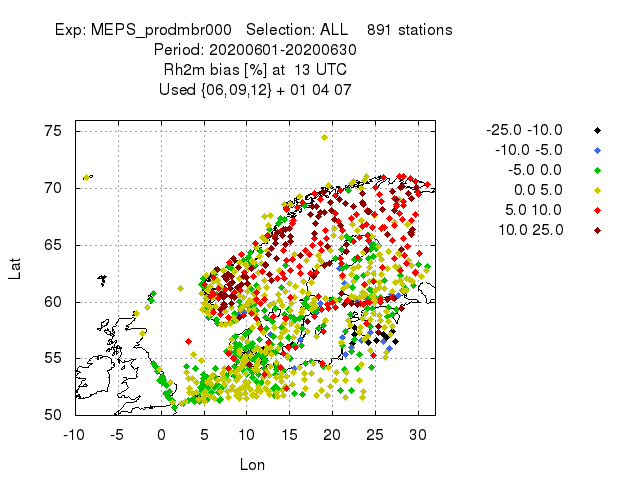 Exp: MEPS_prodmbr000   Selection: ALL    891 stations
Period: 20200601-20200630
Rh2m bias [%] at  13 UTC
Used {06,09,12} + 01 04 07
75
70
65
60
55
50
Lat
-10 -5 0 5 10 15 20 25 30
Lon
-25.0 -10.0
-10.0 -5.0
-5.0 0.0
0.0 5.0
5.0 10.0
10.0 25.0